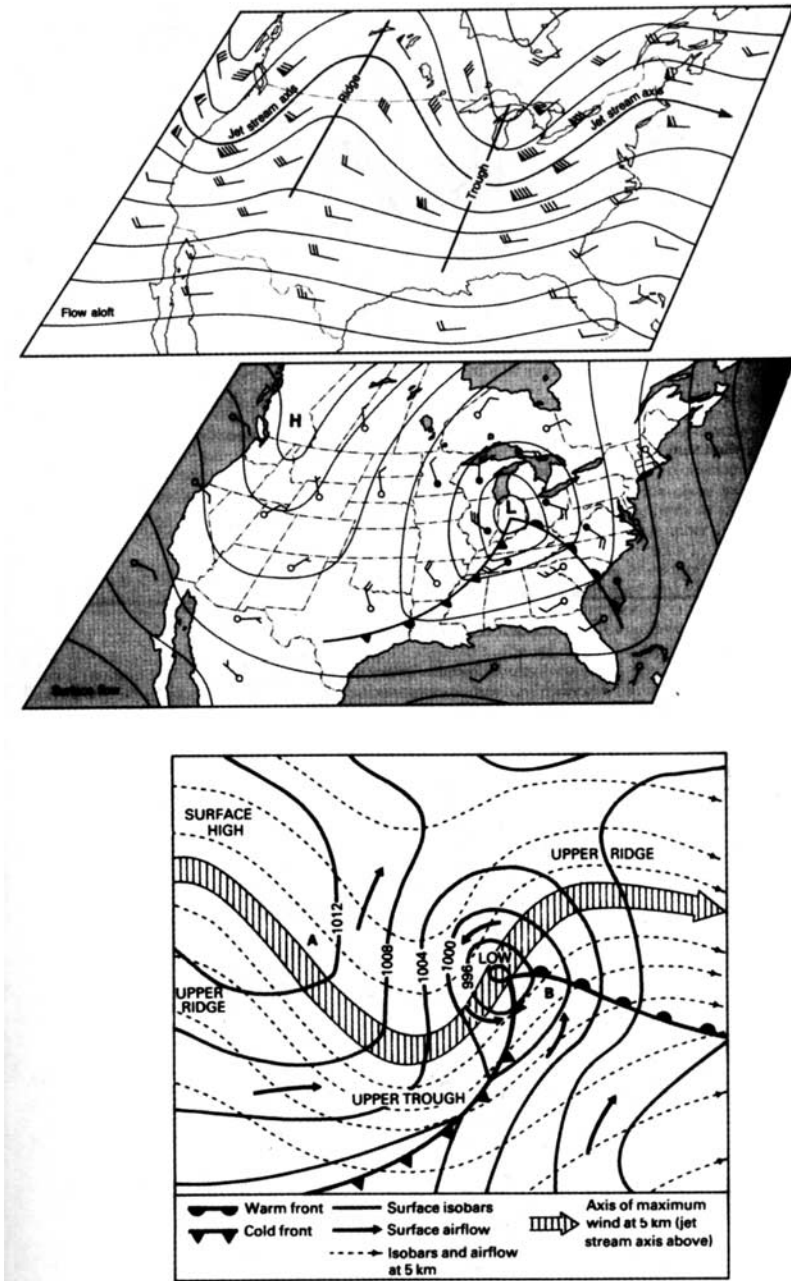 Jet stream axis
Ridge
Trough
Jet stream axis
Flow aloft
H
L
Surface flow
SURFACE
HIGH
UPPER RIDGE
A
1012
1008
1004
1000
996
LOW
B
UPPER
RIDGE
UPPER TROUGH
Warm front
Cold front
Surface isobars
Surface airflow
Isobars and airflow
at 5 km
Axis of maximum
wind at 5 km (jet
stream axis above)